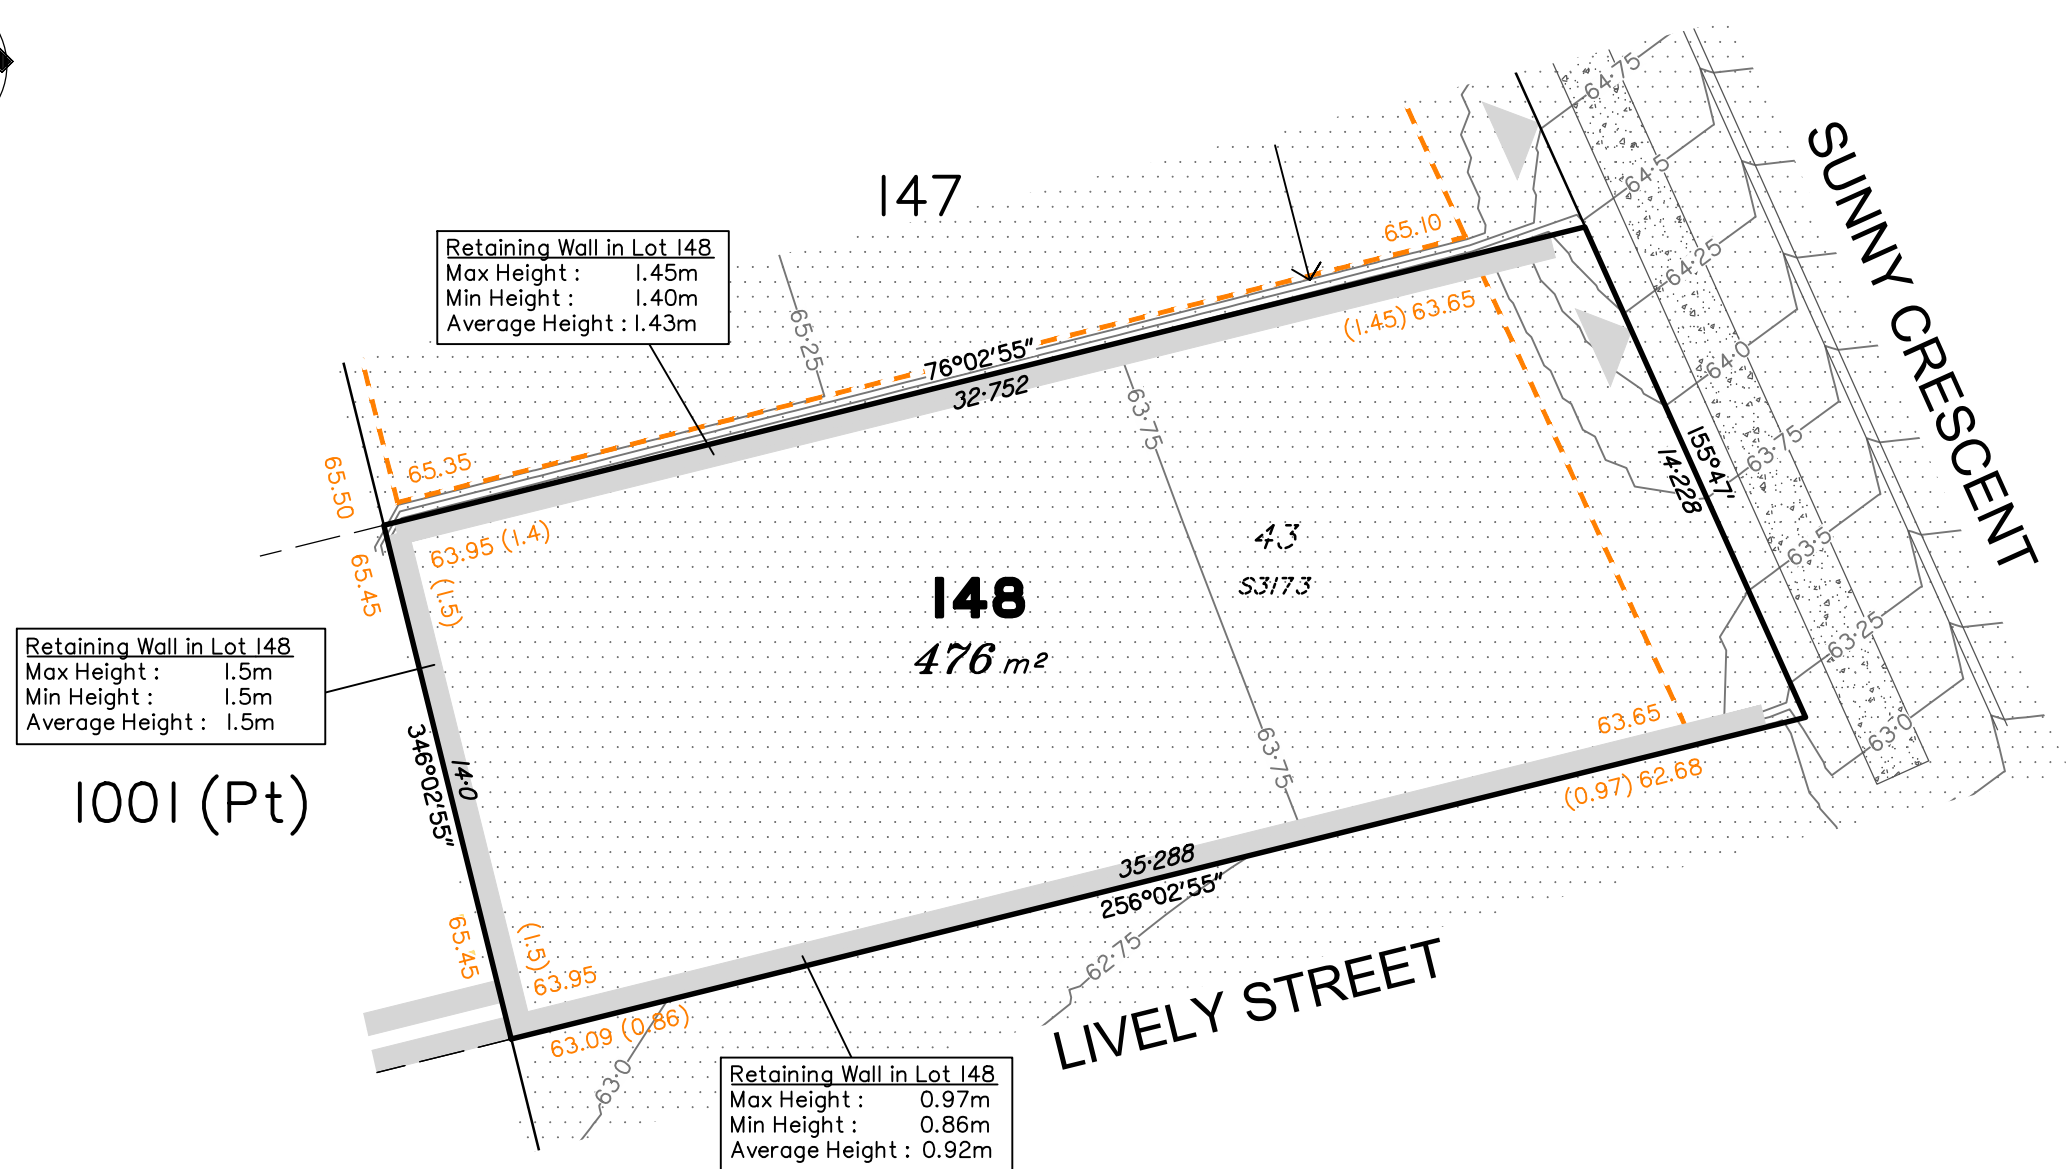 147
Retaining Wall in Lot 148
Max Height : 1.45m
Min Height : 1.40m
Average Height : 1.43m
64·75
64·5
64·25
64·0
63·75
63·5
63·25
63·0
SUNNY CRESCENT
65.10
(1.45) 63.65
65·25
76°02'55"
32·752
63·75
65.50
65.35
65.45
63.95 (1.4)
(1.5)
155°47'
14·228
43
S3173
148
476 m²
Retaining Wall in Lot 148
Max Height : 1.5m
Min Height : 1.5m
Average Height : 1.5m
1001 (Pt)
346°02'55"
14·0
63·75
63.65
(0.97) 62.68
35·288
256°02'55"
65.45
(1.5)
63.95
63.09 (0.86)
62·75
63·0
LIVELY STREET
Retaining Wall in Lot 148
Max Height : 0.97m
Min Height : 0.86m
Average Height : 0.92m